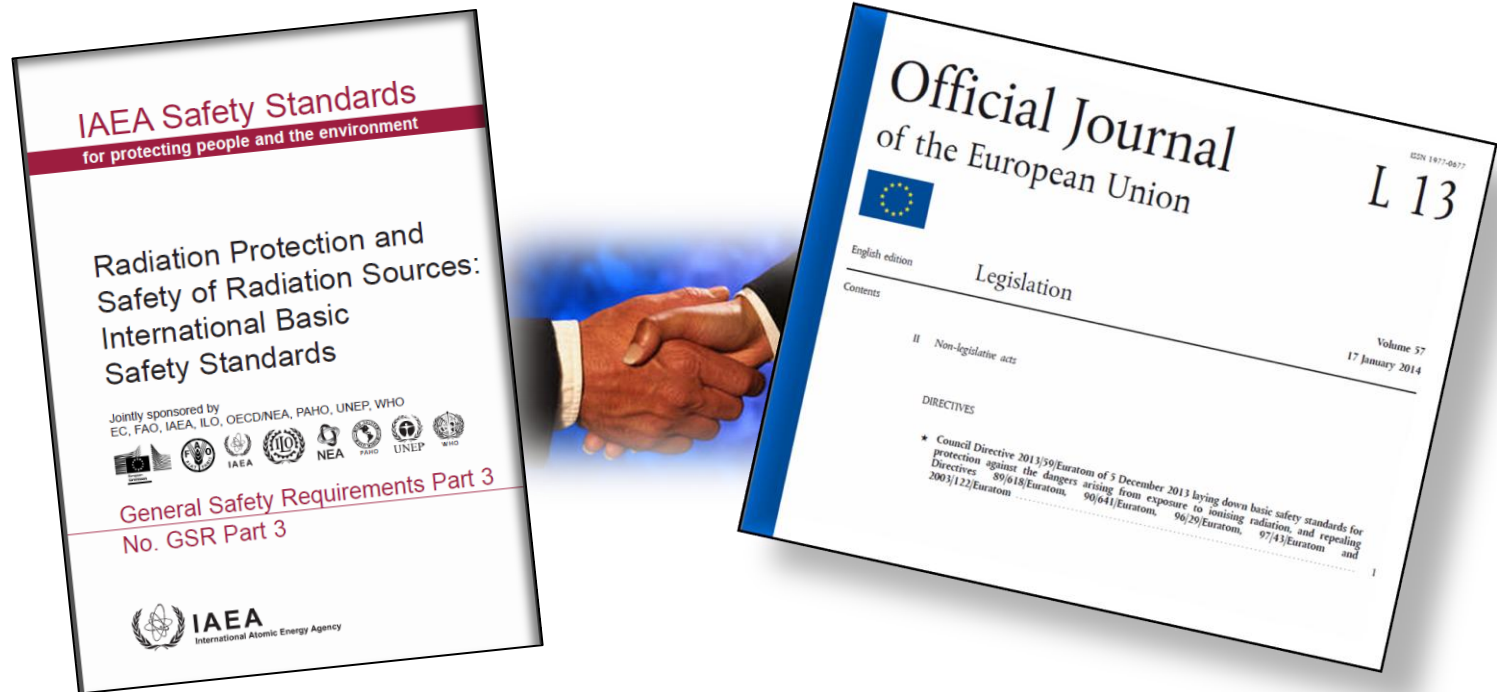 IAEA Safety Standards
for protecting people and the environment
Radiation Protection and
Safety of Radiation Sources:
International Basic
Safety Standards
Jointly sponsored by
EC, FAO, IAEA, ILO, OECD/NEA, PAHO, UNEP, WHO
IAEA
ILO
NEA
PAHO
UNEP
WHO
General Safety Requirements Part 3
No. GSR Part 3
IAEA
International Atomic Energy Agency
Official Journal
of the European Union
ISSN 1977-0677
L 13
English edition
Legislation
Volume 57
17 January 2014
Contents
II Non-legislative acts
DIRECTIVES
★ Council Directive 2013/59/Euratom of 5 December 2013 laying down basic safety standards for
protection against the dangers arising from exposure to ionising radiation, and repealing
Directives 89/618/Euratom, 90/641/Euratom, 96/29/Euratom, 97/43/Euratom and
2003/122/Euratom ........................ 1